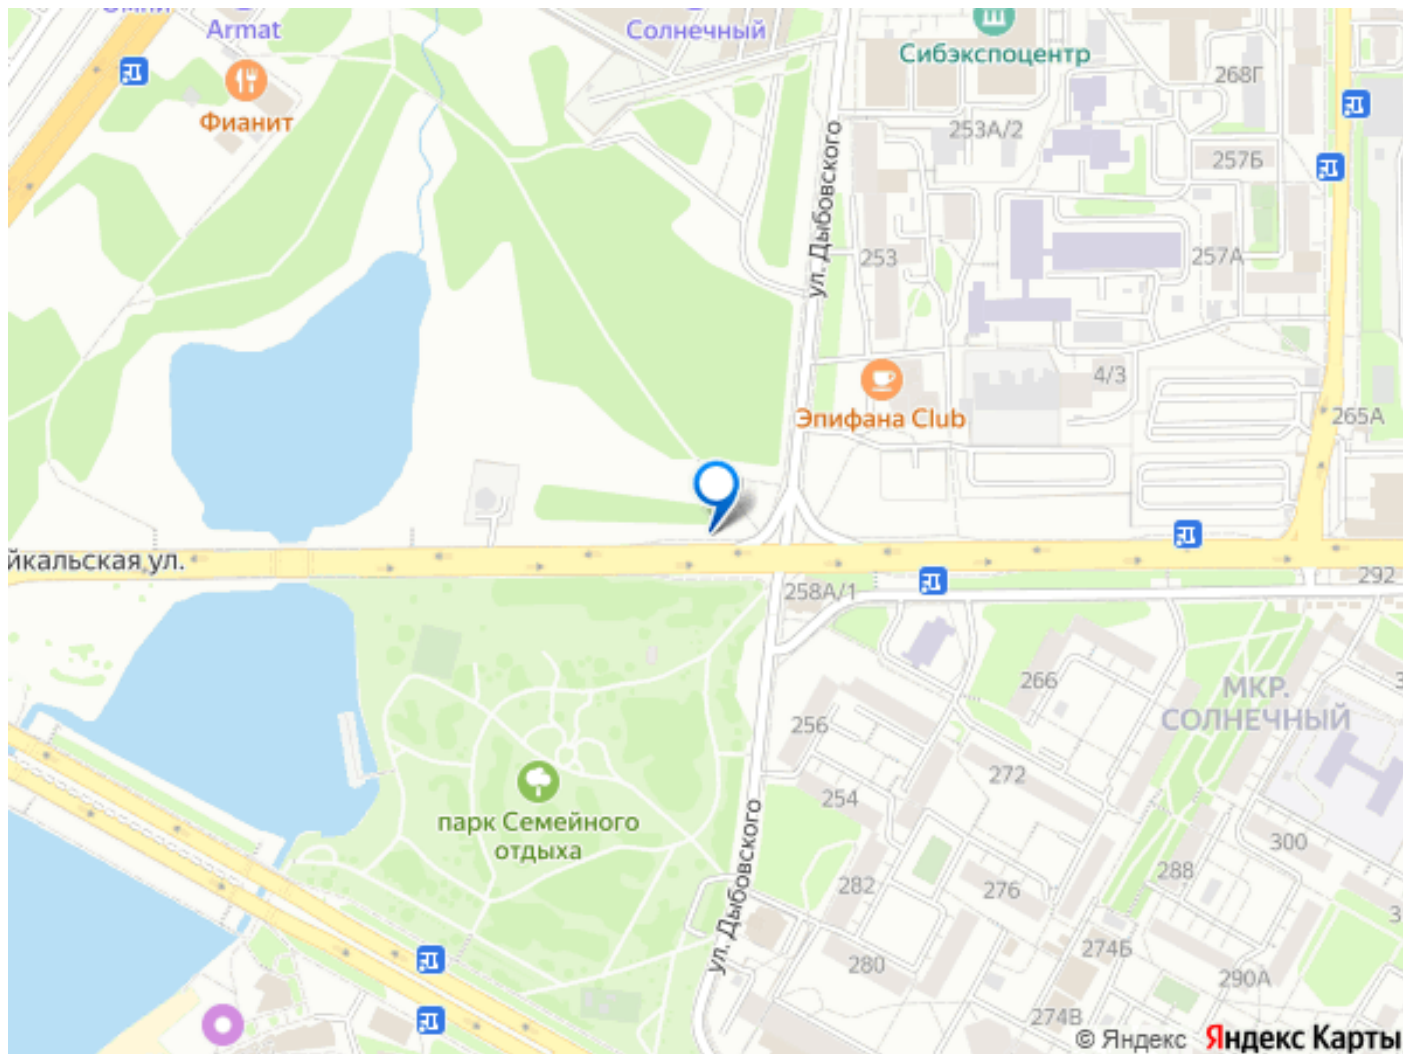 Armat
Солнечный
Сибэкспоцентр
268Г
Фианит
253А/2
257Б
ул. Дыбовского
253
257А
4/3
Эпифана Club
265А
йкальская ул.
258А/1
292
266
МКР.
СОЛНЕЧНЫЙ
256
272
254
парк Семейного
отдыха
300
ул. Дыбовского
282
276
288
274Б
280
290А
274В
© Яндекс
Яндекс Карты